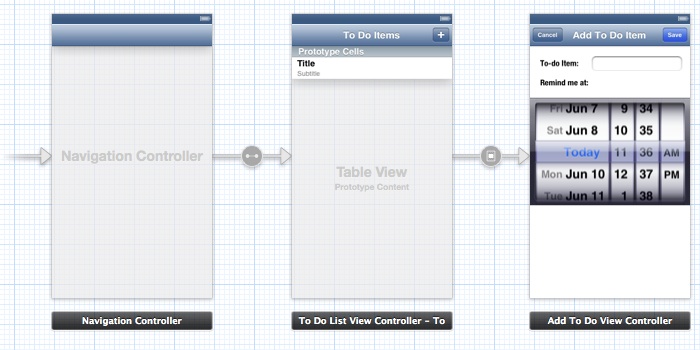 Navigation Controller
Navigation Controller
To Do Items +
Prototype Cells
Title
Subtitle
Table View
Prototype Content
To Do List View Controller - To
Cancel Add To Do Item Save
To-do Item:
Remind me at:
Fri Jun 7 9 34
Sat Jun 8 10 35
Today 11 36 AM
Mon Jun 10 12 37 PM
Tue Jun 11 1 38
Add To Do View Controller